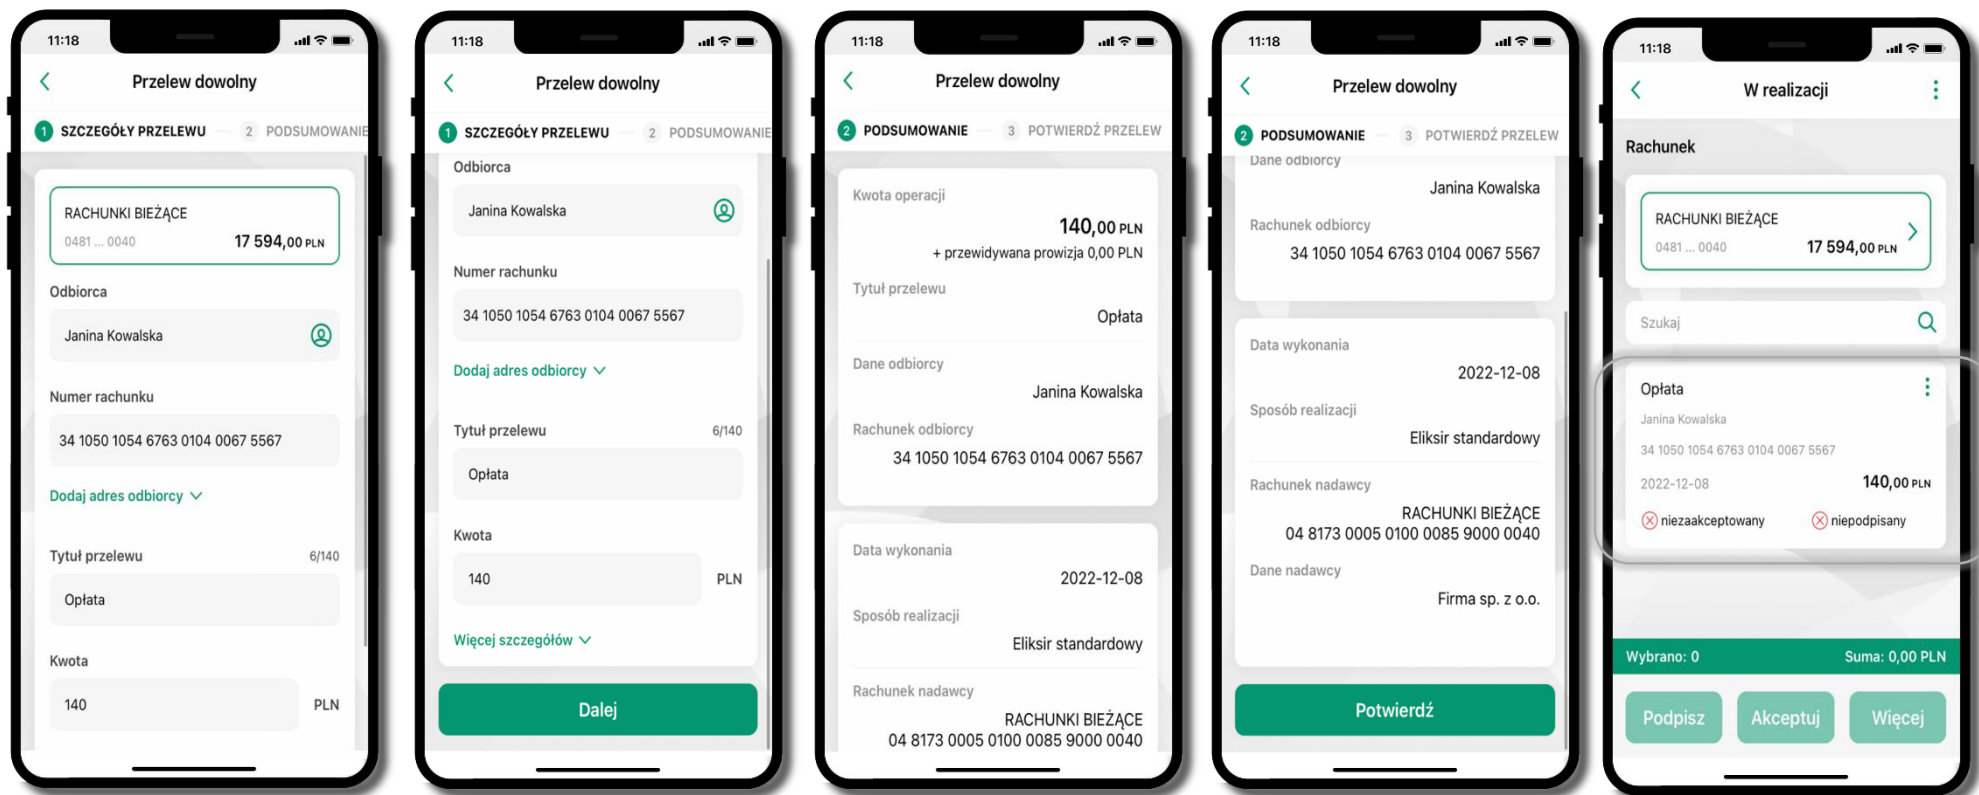 11:18
Przelew dowolny
1 SZCZEGÓŁY PRZELEWU 2 PODSUMOWANIE
RACHUNKI BIEŻĄCE
0481 ... 0040 17 594,00 PLN
Odbiorca
Janina Kowalska
Numer rachunku
34 1050 1054 6763 0104 0067 5567
Dodaj adres odbiorcy
Tytuł przelewu 6/140
Opłata
Kwota
140 PLN
11:18
Przelew dowolny
1 SZCZEGÓŁY PRZELEWU 2 PODSUMOWANIE
Odbiorca
Janina Kowalska
Numer rachunku
34 1050 1054 6763 0104 0067 5567
Dodaj adres odbiorcy
Tytuł przelewu 6/140
Opłata
Kwota
140 PLN
Więcej szczegółów
Dalej
11:18
Przelew dowolny
2 PODSUMOWANIE 3 POTWIERDŹ PRZELEW
Kwota operacji
140,00 PLN
+ przewidywana prowizja 0,00 PLN
Tytuł przelewu
Opłata
Dane odbiorcy
Janina Kowalska
Rachunek odbiorcy
34 1050 1054 6763 0104 0067 5567
Data wykonania
2022-12-08
Sposób realizacji
Eliksir standardowy
Rachunek nadawcy
RACHUNKI BIEŻĄCE
04 8173 0005 0100 0085 9000 0040
11:18
Przelew dowolny
2 PODSUMOWANIE 3 POTWIERDŹ PRZELEW
Dane odbiorcy
Janina Kowalska
Rachunek odbiorcy
34 1050 1054 6763 0104 0067 5567
Data wykonania
2022-12-08
Sposób realizacji
Eliksir standardowy
Rachunek nadawcy
RACHUNKI BIEŻĄCE
04 8173 0005 0100 0085 9000 0040
Dane nadawcy
Firma sp. z o.o.
Potwierdź
11:18
W realizacji
Rachunek
RACHUNKI BIEŻĄCE
0481 ... 0040 17 594,00 PLN
Szukaj
Opłata
Janina Kowalska
34 1050 1054 6763 0104 0067 5567
2022-12-08 140,00 PLN
niezaakceptowany niepodpisany
Wybrano: 0 Suma: 0,00 PLN
Podpisz Akceptuj Więcej